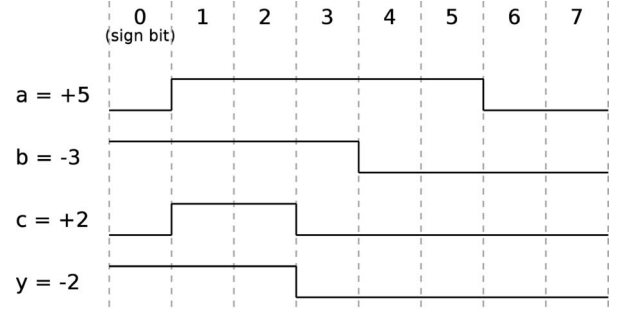 0 1 2 3 4 5 6 7
(sign bit)
a = +5
b = -3
c = +2
y = -2